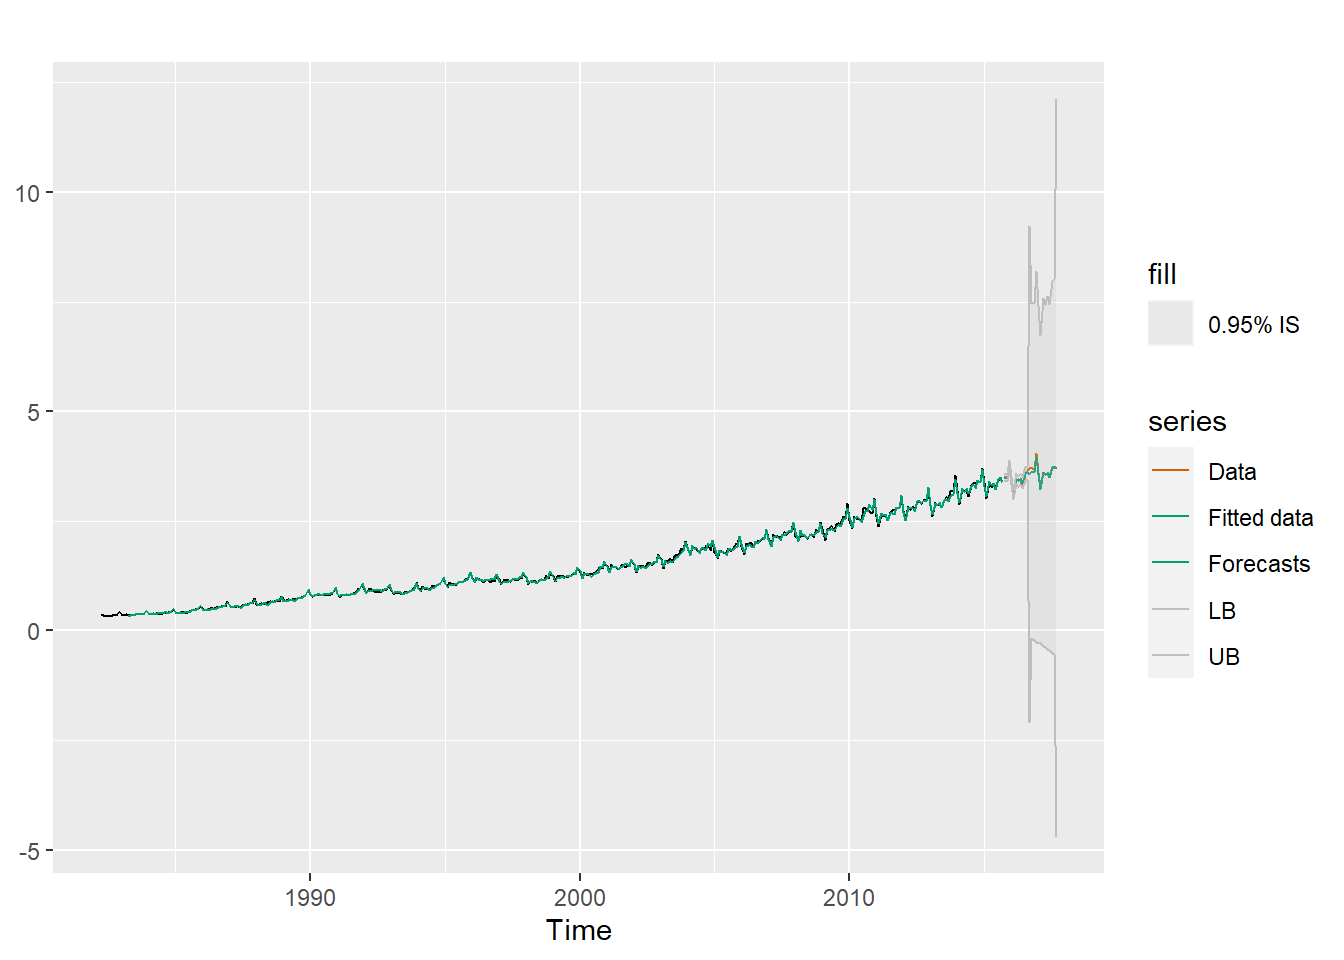 10
5
0
-5
1990
2000
2010
Time
fill
0.95% IS
series
Data
Fitted data
Forecasts
LB
UB